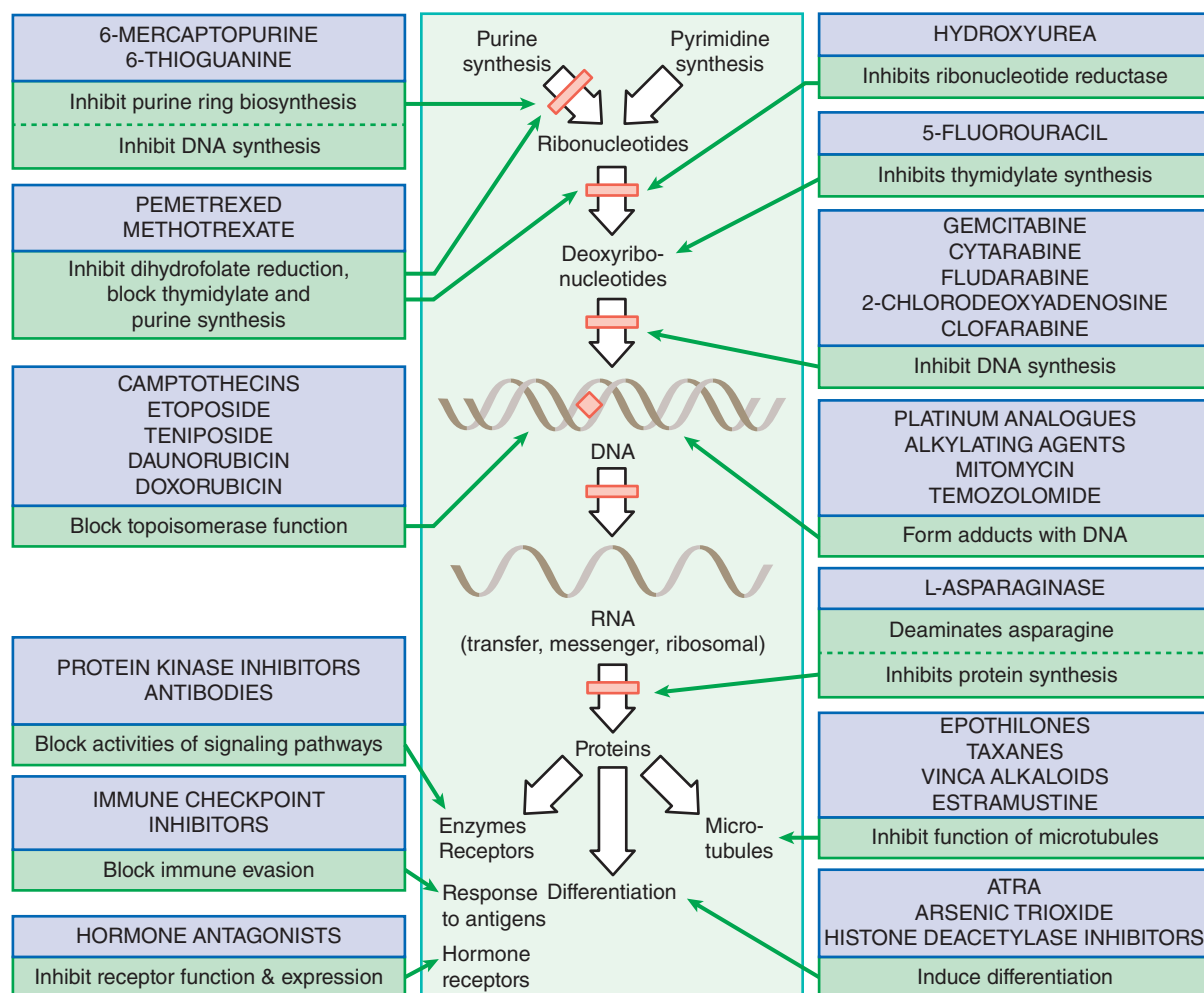 6-MERCAPTOPURINE
6-THIOGUANINE
Inhibit purine ring biosynthesis
Inhibit DNA synthesis
PEMETREXED
METHOTREXATE
Inhibit dihydrofolate reduction,
block thymidylate and
purine synthesis
CAMPTOTHECINS
ETOPOSIDE
TENIPOSIDE
DAUNORUBICIN
DOXORUBICIN
Block topoisomerase function
PROTEIN KINASE INHIBITORS
ANTIBODIES
Block activities of signaling pathways
IMMUNE CHECKPOINT
INHIBITORS
Block immune evasion
HORMONE ANTAGONISTS
Inhibit receptor function & expression
Purine
synthesis
Pyrimidine
synthesis
Ribonucleotides
Deoxyribo-
nucleotides
DNA
RNA
(transfer, messenger, ribosomal)
Proteins
Enzymes
Receptors
Micro-
tubules
Response
to antigens
Differentiation
Hormone
receptors
HYDROXYUREA
Inhibits ribonucleotide reductase
5-FLUOROURACIL
Inhibits thymidylate synthesis
GEMCITABINE
CYTARABINE
FLUDARABINE
2-CHLORODEOXYADENOSINE
CLOFARABINE
Inhibit DNA synthesis
PLATINUM ANALOGUES
ALKYLATING AGENTS
MITOMYCIN
TEMOZOLOMIDE
Form adducts with DNA
L-ASPARAGINASE
Deaminates asparagine
Inhibits protein synthesis
EPOTHILONES
TAXANES
VINCA ALKALOIDS
ESTRAMUSTINE
Inhibit function of microtubules
ATRA
ARSENIC TRIOXIDE
HISTONE DEACETYLASE INHIBITORS
Induce differentiation